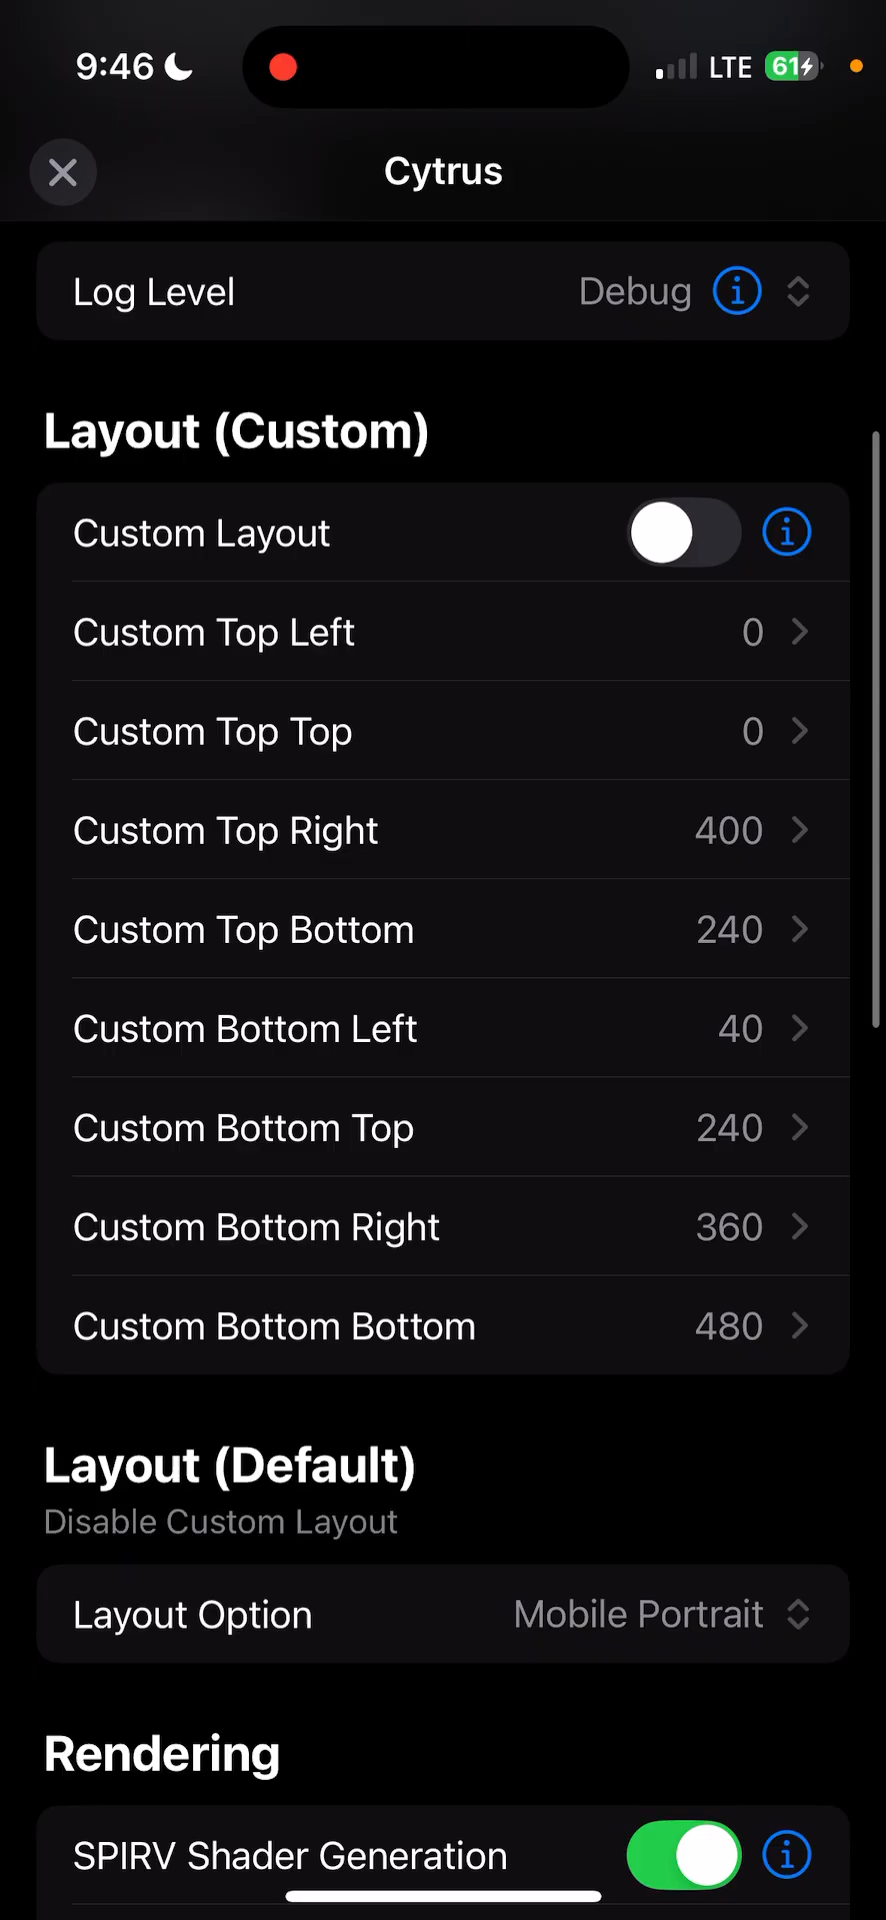 9:46 LTE 61
Cytrus
Log Level Debug
Layout (Custom)
Custom Layout
Custom Top Left 0
Custom Top Top 0
Custom Top Right 400
Custom Top Bottom 240
Custom Bottom Left 40
Custom Bottom Top 240
Custom Bottom Right 360
Custom Bottom Bottom 480
Layout (Default)
Disable Custom Layout
Layout Option Mobile Portrait
Rendering
SPIRV Shader Generation